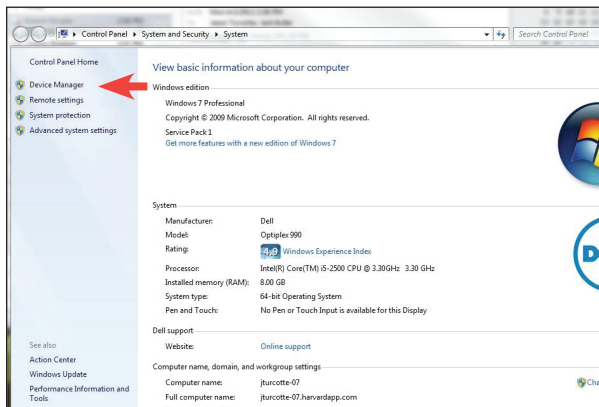 Control Panel ▸ System and Security ▸ System
Search Control Panel
Control Panel Home
Device Manager
Remote settings
System protection
Advanced system settings
See also
Action Center
Windows Update
Performance Information and
Tools
View basic information about your computer
Windows edition
Windows 7 Professional
Copyright © 2009 Microsoft Corporation. All rights reserved.
Service Pack 1
Get more features with a new edition of Windows 7
System
Manufacturer: Dell
Model: Optiplex 990
Rating: 4,9 Windows Experience Index
Processor: Intel(R) Core(TM) i5-2500 CPU @ 3.30GHz 3.30 GHz
Installed memory (RAM): 8.00 GB
System type: 64-bit Operating System
Pen and Touch: No Pen or Touch Input is available for this Display
Dell support
Website: Online support
Computer name, domain, and workgroup settings
Computer name: jturcotte-07
Full computer name: jturcotte-07.harvardapp.com